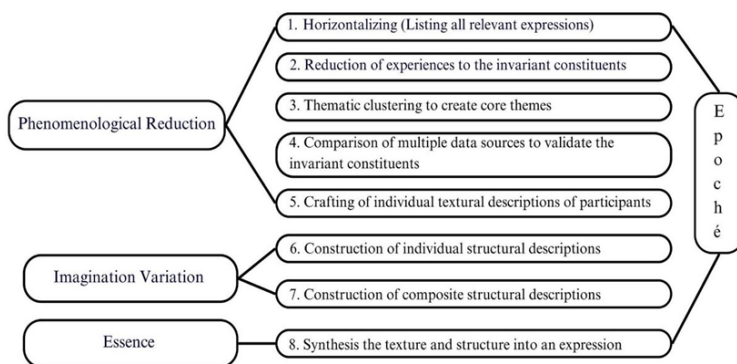 1. Horizontalizing (Listing all relevant expressions)
2. Reduction of experiences to the invariant constituents
Phenomenological Reduction
3. Thematic clustering to create core themes
4. Comparison of multiple data sources to validate the
invariant constituents
5. Crafting of individual textural descriptions of participants
Imagination Variation
6. Construction of individual structural descriptions
7. Construction of composite structural descriptions
Essence
8. Synthesis the texture and structure into an expression
E
p
o
c
h
é